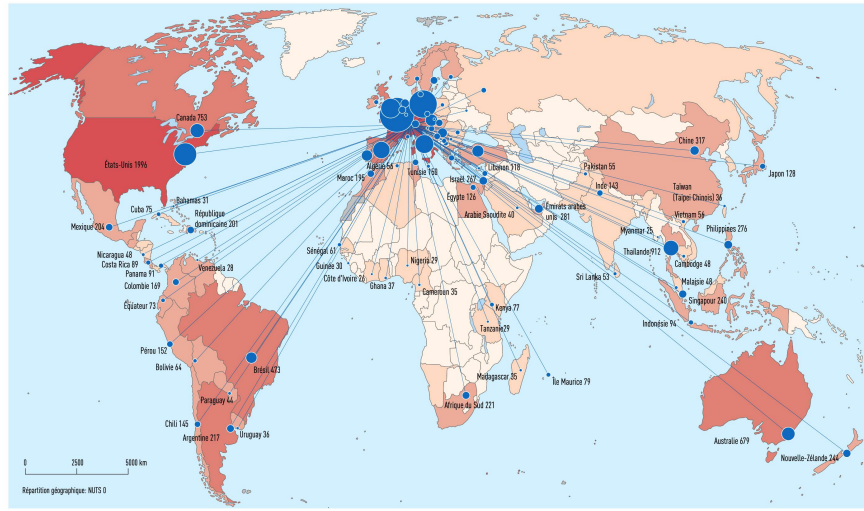 Canada 753
États-Unis 1996
Bahamas 31
Cuba 75
République
dominicaine 201
Mexique 204
Nicaragua 48
Costa Rica 89
Panama 91
Venezuela 28
Colombie 169
Équateur 73
Pérou 152
Bolivie 64
Brésil 473
Paraguay 44
Chili 145
Argentine 217
Uruguay 36
Algérie 56
Maroc 195
Tunisie 168
Israël 267
Liban 118
Égypte 126
Arabie Saoudite 40
Émirats arabes
unis 281
Sénégal 61
Guinée 30
Côte d'Ivoire 26
Ghana 37
Nigeria 29
Cameroun 35
Kenya 77
Tanzanie29
Madagascar 35
Île Maurice 79
Afrique du Sud 221
Pakistan 55
Inde 143
Sri Lanka 53
Chine 317
Japon 128
Taiwan
(Taipei Chinois) 36
Vietnam 56
Myanmar 25
Philippines 276
Thaïlande 912
Cambodge 48
Malaisie 48
Singapour 240
Indonésie 94
Australie 679
Nouvelle-Zélande 244
0 2500 5000 km
Répartition géographique: NUTS 0